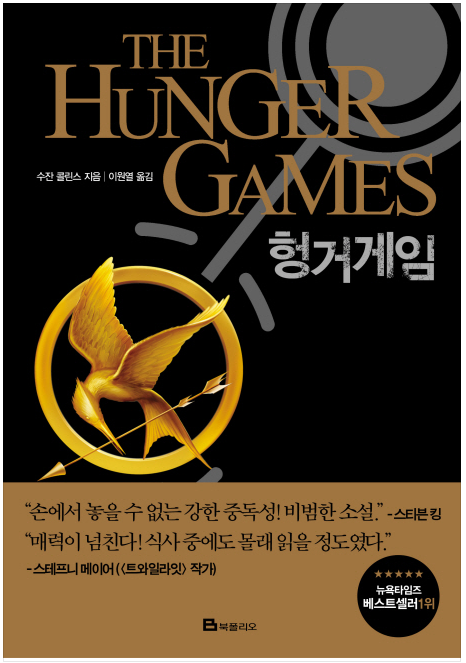 THE
HUNGER
GAMES
수잔 콜린스 지음 | 이원열 옮김
헝거게임
“손에서 놓을 수 없는 강한 중독성! 비범한 소설.” - 스티븐 킹
“매력이 넘친다! 식사 중에도 몰래 읽을 정도였다.”
- 스테프니 메이어 (〈트와일라잇〉 작가)
★★★★★
뉴욕타임즈
베스트셀러 1위
북폴리오